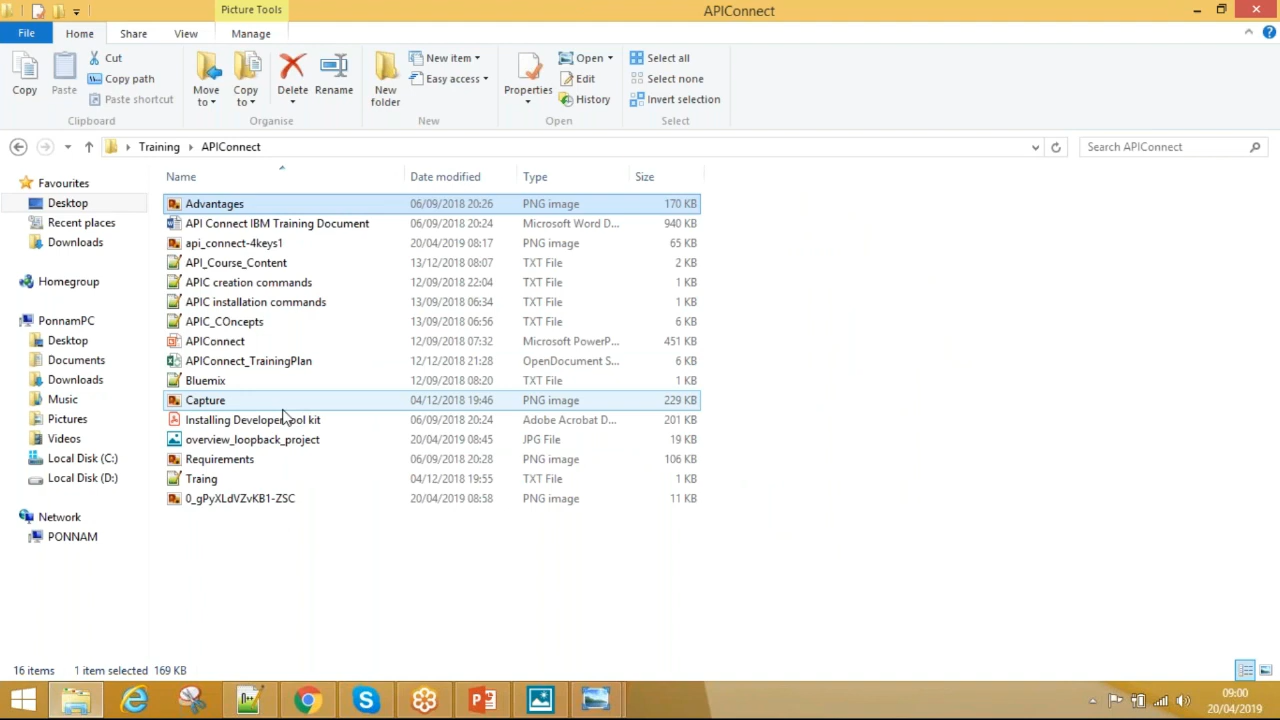 Picture Tools
APIConnect
File Home Share View Manage
Copy Paste Cut Copy path Paste shortcut
Move to Copy to Delete Rename
New folder New item Easy access
Properties Open Edit History
Select all Select none Invert selection
Clipboard Organise New Open Select
Training APIConnect Search APIConnect
Favourites
Desktop
Recent places
Downloads
Homegroup
PonnamPC
Desktop
Documents
Downloads
Music
Pictures
Videos
Local Disk (C:)
Local Disk (D:)
Network
PONNAM
Name Date modified Type Size
Advantages 06/09/2018 20:26 PNG image 170 KB
API Connect IBM Training Document 06/09/2018 20:24 Microsoft Word D... 940 KB
api_connect-4keys1 20/04/2019 08:17 PNG image 65 KB
API_Course_Content 13/12/2018 08:07 TXT File 2 KB
APIC creation commands 12/09/2018 22:04 TXT File 1 KB
APIC installation commands 13/09/2018 06:34 TXT File 1 KB
APIC_COncepts 13/09/2018 06:56 TXT File 6 KB
APIConnect 12/09/2018 07:32 Microsoft PowerP... 451 KB
APIConnect_TrainingPlan 12/12/2018 21:28 OpenDocument S... 6 KB
Bluemix 12/09/2018 08:20 TXT File 1 KB
Capture 04/12/2018 19:46 PNG image 229 KB
Installing Developer tool kit 06/09/2018 20:24 Adobe Acrobat D... 201 KB
overview_loopback_project 20/04/2019 08:45 JPG File 19 KB
Requirements 06/09/2018 20:28 PNG image 106 KB
Traing 04/12/2018 19:55 TXT File 1 KB
0_gPyXLdVZvKB1-ZSC 20/04/2019 08:58 PNG image 11 KB
16 items 1 item selected 169 KB
09:00
20/04/2019